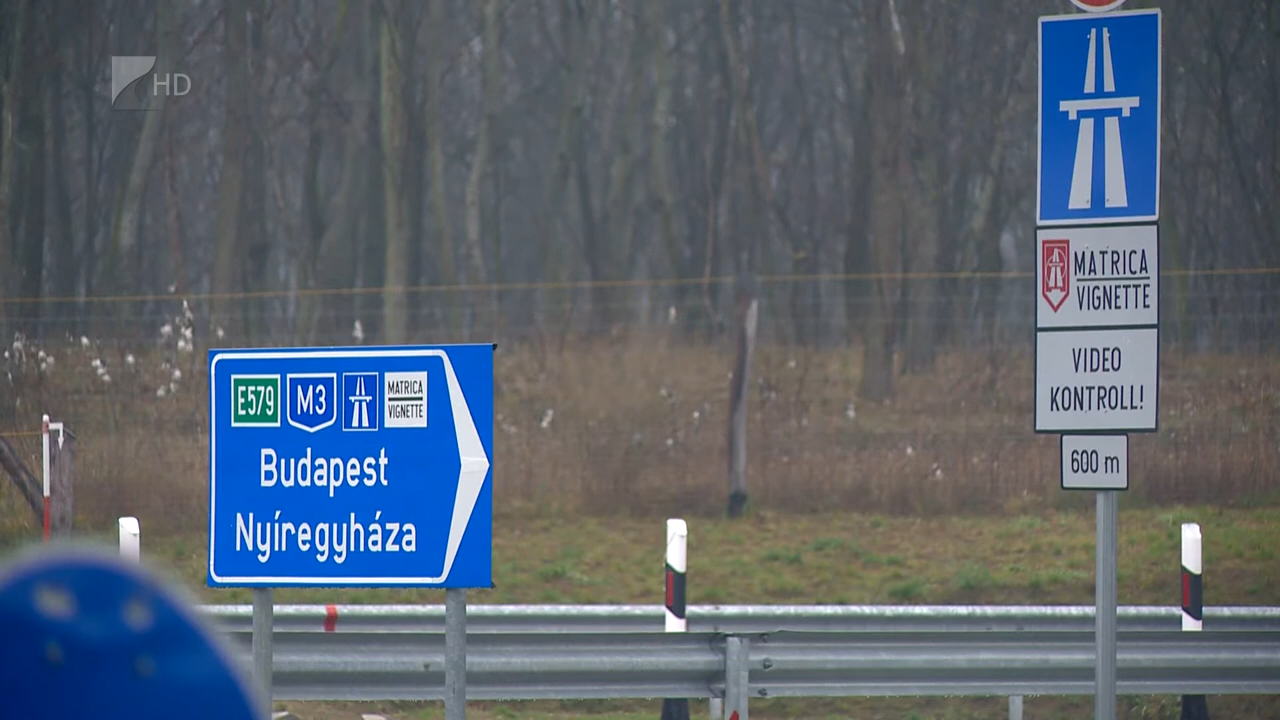 HD
E579 M3 MATRICA
VIGNETTE
Budapest
Nyíregyháza
MATRICA
VIGNETTE
VIDEO
KONTROLL!
600 m